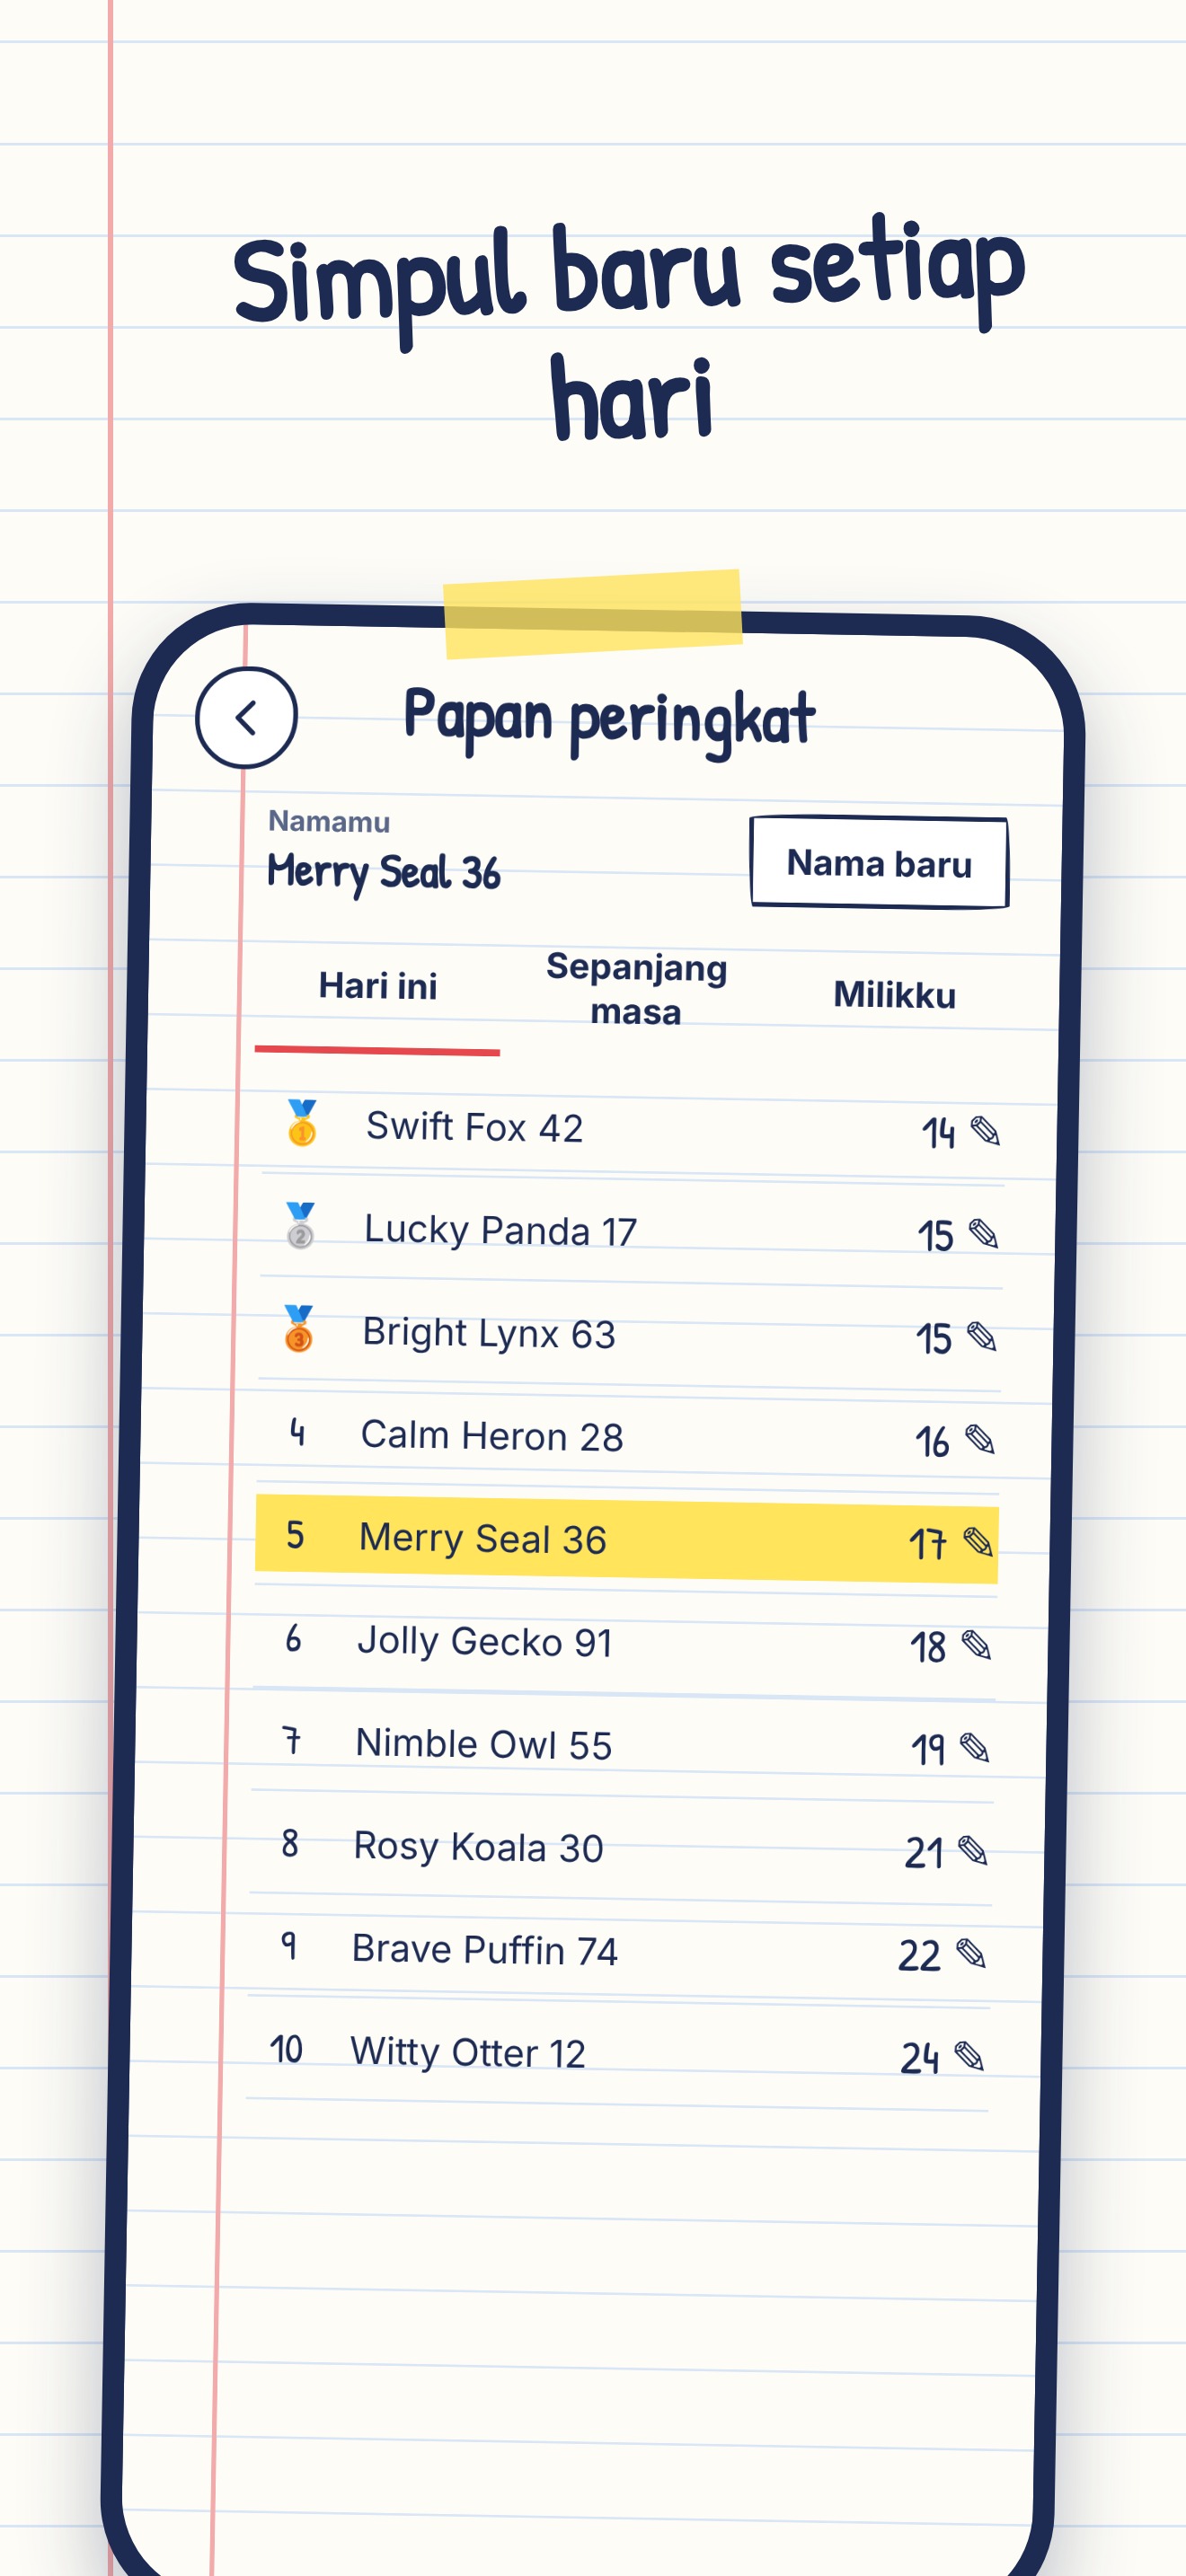 Simpul baru setiap
hari
Papan peringkat
Namamu
Merry Seal 36
Nama baru
Hari ini
Sepanjang
masa
Milikku
1 Swift Fox 42 14
2 Lucky Panda 17 15
3 Bright Lynx 63 15
4 Calm Heron 28 16
5 Merry Seal 36 17
6 Jolly Gecko 91 18
7 Nimble Owl 55 19
8 Rosy Koala 30 21
9 Brave Puffin 74 22
10 Witty Otter 12 24